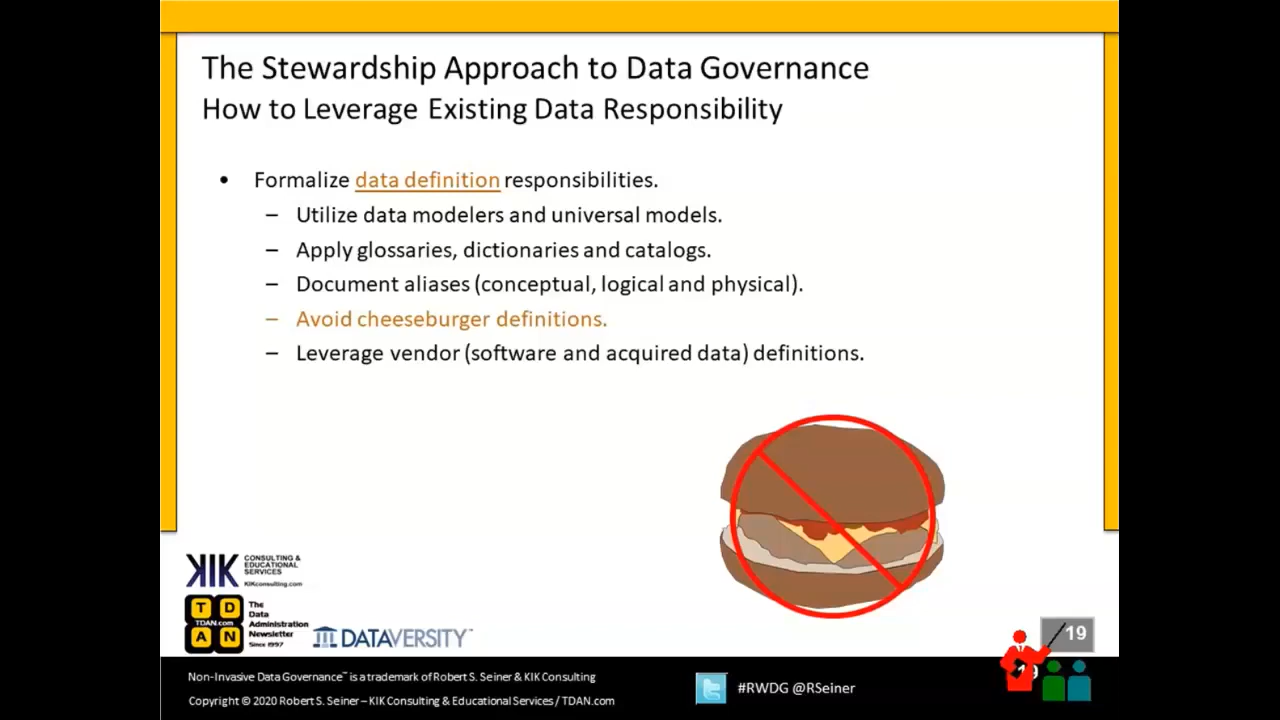 The Stewardship Approach to Data Governance
How to Leverage Existing Data Responsibility
• Formalize data definition responsibilities.
– Utilize data modelers and universal models.
– Apply glossaries, dictionaries and catalogs.
– Document aliases (conceptual, logical and physical).
– Avoid cheeseburger definitions.
– Leverage vendor (software and acquired data) definitions.
KIK CONSULTING &
EDUCATIONAL
SERVICES
KIKconsulting.com
T D
TDAN.com
A N
The
Data
Administration
Newsletter
Since 1997
DATAVERSITY™
19
19
Non-Invasive Data Governance™ is a trademark of Robert S. Seiner & KIK Consulting
Copyright © 2020 Robert S. Seiner – KIK Consulting & Educational Services / TDAN.com
#RWDG @RSeiner